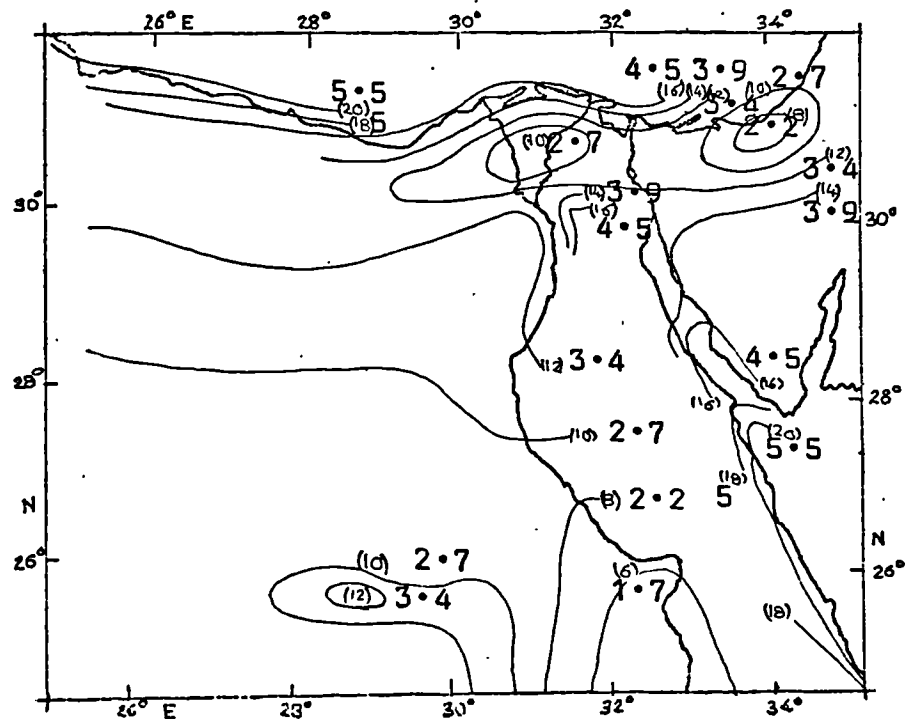 26° E 28° 30° 32° 34°
5•5 4•5 3•9 2•7
(20) (16) (14) (12) (10)
(18) 5 3•4 (8)
2•2
(10) 2•7 (12)
3•4
(14) 3•9 (14)
30° (16) 3•9 30°
4•5
(12) 3•4 4•5
28° (16) 28°
(16)
(10) 2•7 (20)
5•5
(18)
N (8) 2•2 5
N
26° (10) 2•7 (6) 26°
(12) 3•4 1•7
(18)
26° E 28° 30° 32° 34°